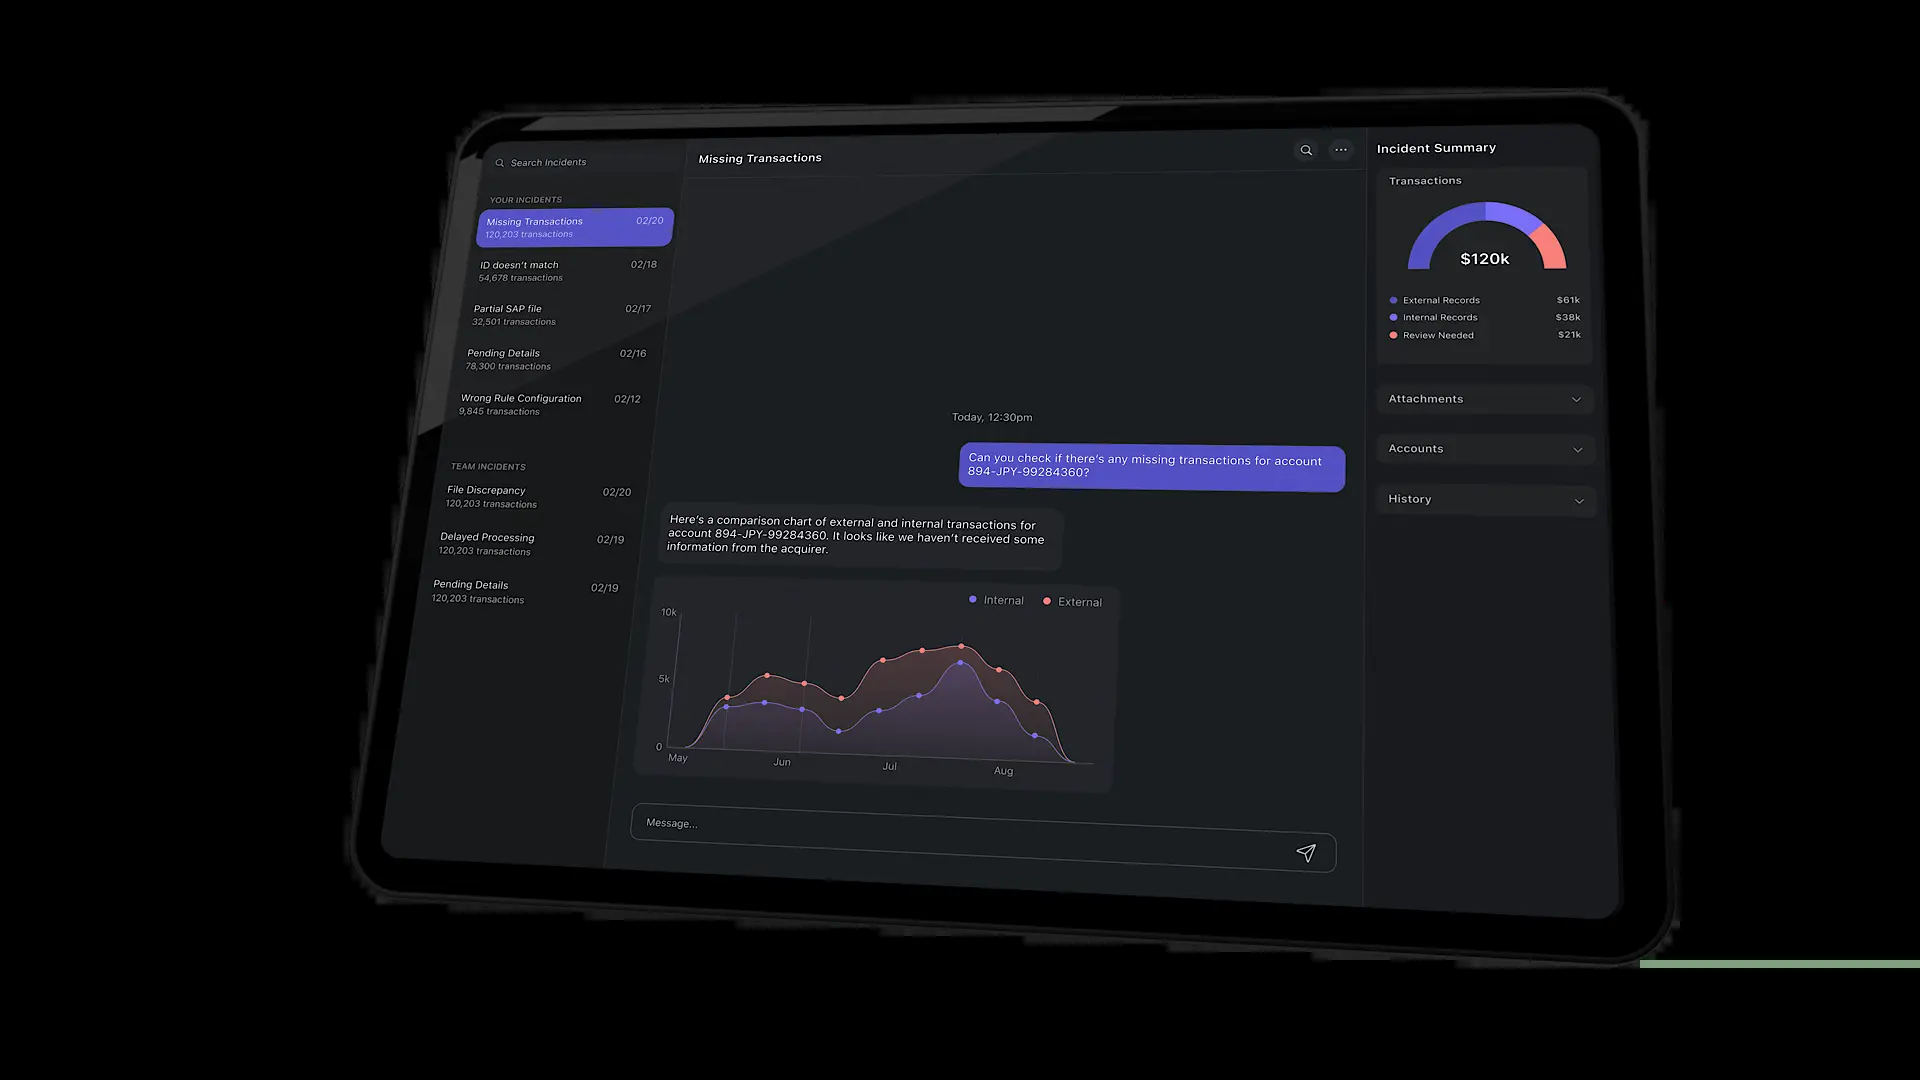 Search Incidents
YOUR INCIDENTS
Missing Transactions 02/20
120,203 transactions
ID doesn't match 02/18
54,678 transactions
Partial SAP file 02/17
32,501 transactions
Pending Details 02/16
78,300 transactions
Wrong Rule Configuration 02/12
9,845 transactions
TEAM INCIDENTS
File Discrepancy 02/20
120,203 transactions
Delayed Processing 02/19
120,203 transactions
Pending Details 02/19
120,203 transactions
Missing Transactions
Today, 12:30pm
Can you check if there's any missing transactions for account
894-JPY-99284360?
Here's a comparison chart of external and internal transactions for
account 894-JPY-99284360. It looks like we haven't received some
information from the acquirer.
Internal External
10k
5k
0
May Jun Jul Aug
Message...
Incident Summary
Transactions
$120k
External Records $61k
Internal Records $38k
Review Needed $21k
Attachments
Accounts
History